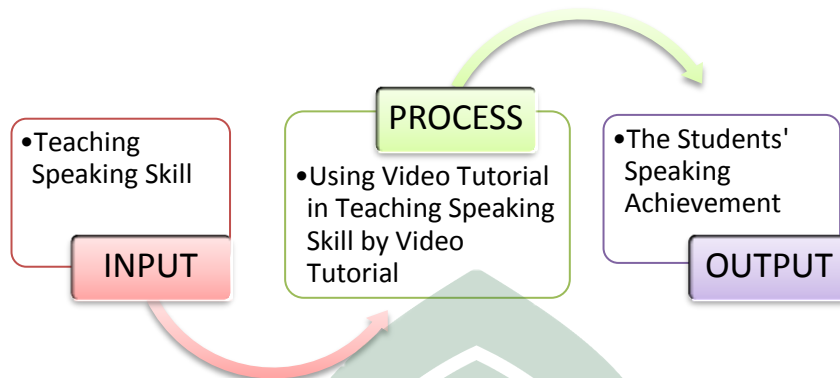 •Teaching
Speaking Skill
INPUT
PROCESS
•Using Video Tutorial
in Teaching Speaking
Skill by Video
Tutorial
•The Students'
Speaking
Achievement
OUTPUT